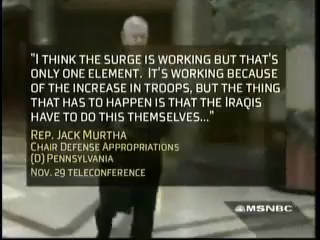 "I THINK THE SURGE IS WORKING BUT THAT'S
ONLY ONE ELEMENT. IT'S WORKING BECAUSE
OF THE INCREASE IN TROOPS, BUT THE THING
THAT HAS TO HAPPEN IS THAT THE IRAQIS
HAVE TO DO THIS THEMSELVES..."
REP. JACK MURTHA
CHAIR DEFENSE APPROPRIATIONS
(D) PENNSYLVANIA
NOV. 29 TELECONFERENCE
MSNBC